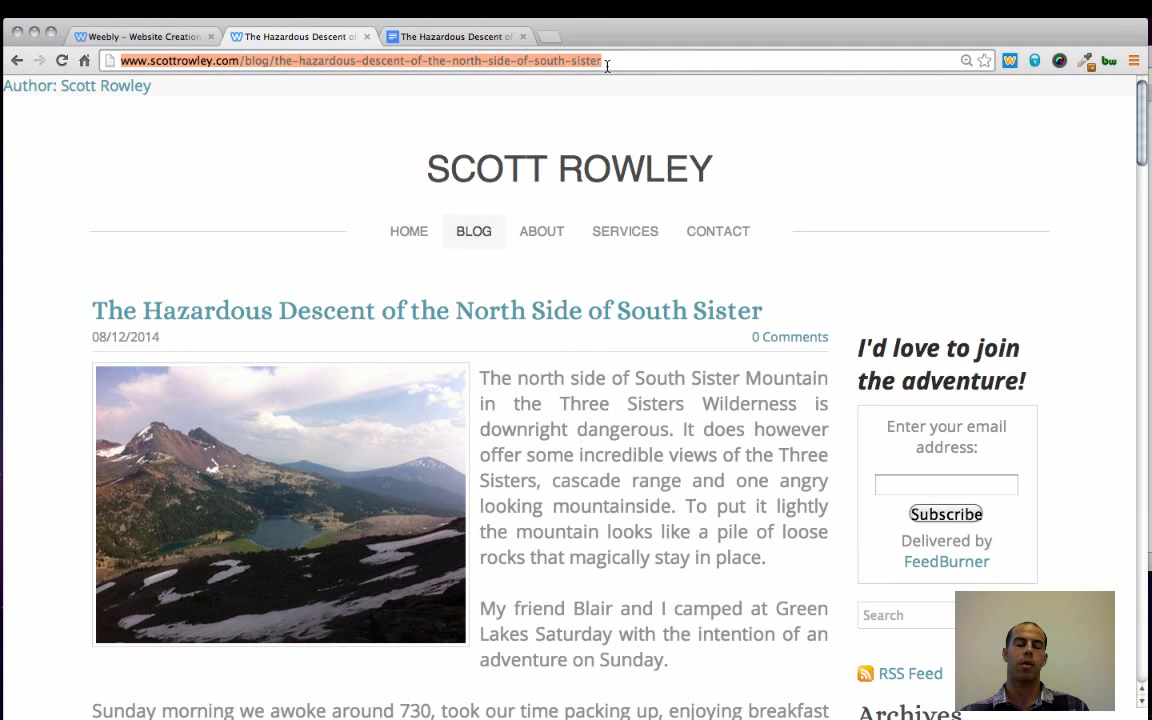 Weebly - Website Creation
The Hazardous Descent of
The Hazardous Descent of
www.scottrowley.com/blog/the-hazardous-descent-of-the-north-side-of-south-sister
bw
Author: Scott Rowley
SCOTT ROWLEY
HOME BLOG ABOUT SERVICES CONTACT
The Hazardous Descent of the North Side of South Sister
08/12/2014 0 Comments
The north side of South Sister Mountain
in the Three Sisters Wilderness is
downright dangerous. It does however
offer some incredible views of the Three
Sisters, cascade range and one angry
looking mountainside. To put it lightly
the mountain looks like a pile of loose
rocks that magically stay in place.
My friend Blair and I camped at Green
Lakes Saturday with the intention of an
adventure on Sunday.
Sunday morning we awoke around 730, took our time packing up, enjoying breakfast
I'd love to join
the adventure!
Enter your email
address:
Subscribe
Delivered by
FeedBurner
Search
RSS Feed
Archives